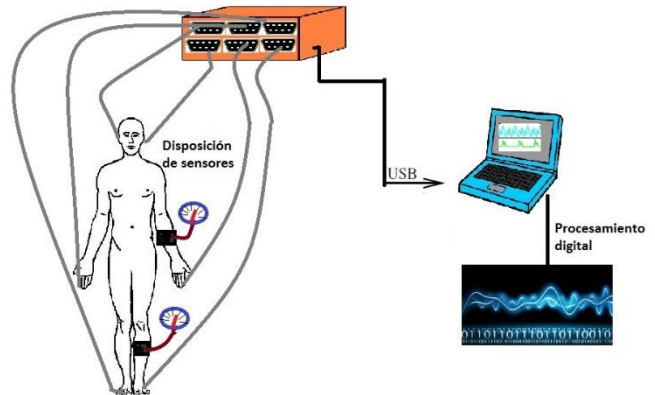 Disposición
de sensores
USB
Procesamiento
digital